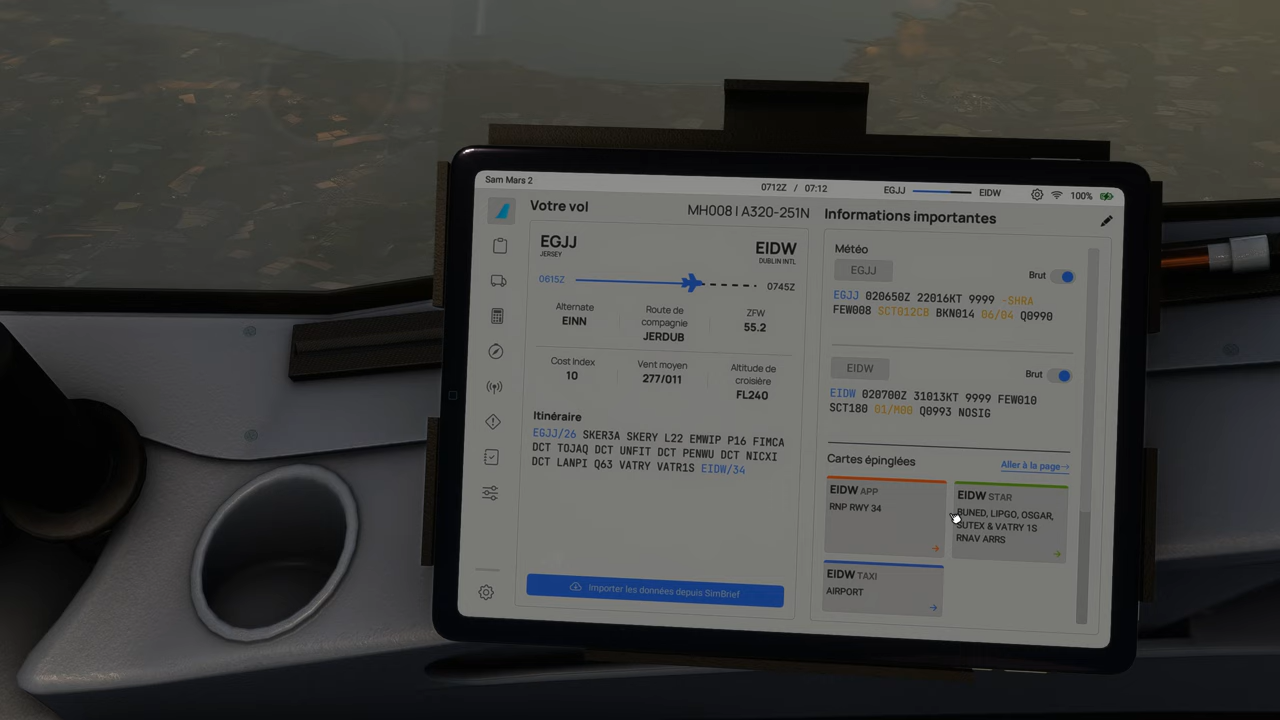 Sam Mars 2
0712Z / 07:12
EGJJ
EIDW
100%
Votre vol
MH008 | A320-251N
EGJJ
JERSEY
EIDW
DUBLIN INTL
0615Z
0745Z
Alternate
EINN
Route de
compagnie
JERDUB
ZFW
55.2
Cost Index
10
Vent moyen
277/011
Altitude de
croisière
FL240
Itinéraire
EGJJ/26 SKER3A SKERY L22 EMWIP P16 FIMCA
DCT TOJAQ DCT UNFIT DCT PENWU DCT NICXI
DCT LANPI Q63 VATRY VATR1S EIDW/34
Importer les données depuis SimBrief
Informations importantes
Météo
EGJJ
Brut
EGJJ 020650Z 22016KT 9999 -SHRA
FEW008 SCT012CB BKN014 06/04 Q0990
EIDW
Brut
EIDW 020700Z 31013KT 9999 FEW010
SCT180 01/M00 Q0993 NOSIG
Cartes épinglées
Aller à la page
EIDW APP
RNP RWY 34
EIDW STAR
BUNED, LIPGO, OSGAR,
SUTEX & VATRY 1S
RNAV ARRS
EIDW TAXI
AIRPORT